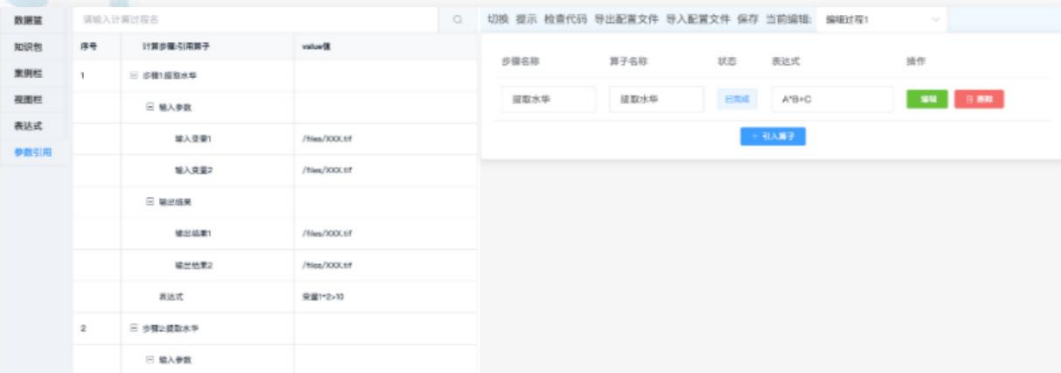 数据篮
知识包
案例栏
视图栏
表达式
参数引用
请输入计算过程名
序号 计算步骤引用算子 value值
1 步骤1:提取水华
输入参数
输入变量1 /files/XXX.tif
输入变量2 /files/XXX.tif
输出结果
输出结果1 /files/XXX.tif
输出结果2 /files/XXX.tif
表达式 变量1*2>10
2 步骤2:提取水华
输入参数
切换 提示 检查代码 导出配置文件 导入配置文件 保存 当前编辑: 编辑过程1
步骤名称 算子名称 状态 表达式 操作
提取水华 提取水华 已完成 A*B+C 编辑 删除
+ 引入算子